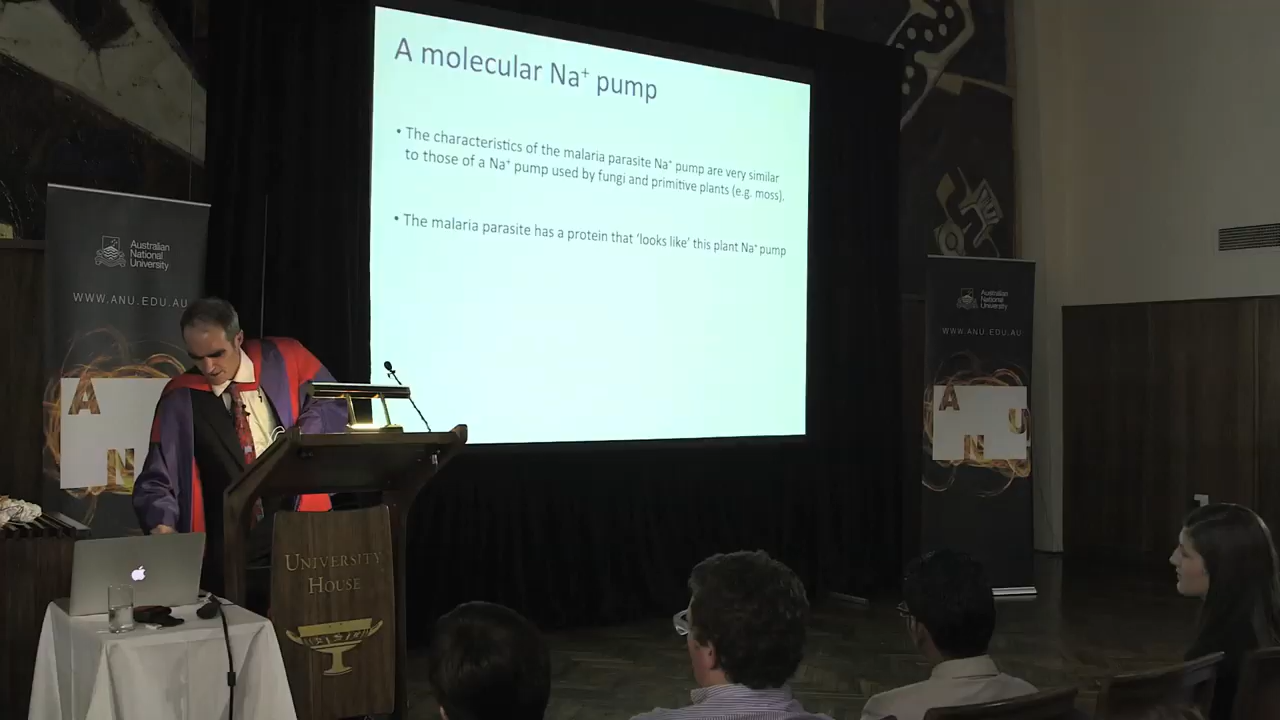 A molecular Na⁺ pump
• The characteristics of the malaria parasite Na⁺ pump are very similar
to those of a Na⁺ pump used by fungi and primitive plants (e.g. moss).
• The malaria parasite has a protein that ‘looks like’ this plant Na⁺ pump
Australian
National
University
WWW.ANU.EDU.AU
A
N
UNIVERSITY
HOUSE
Australian
National
University
WWW.ANU.EDU.AU
A
U
N